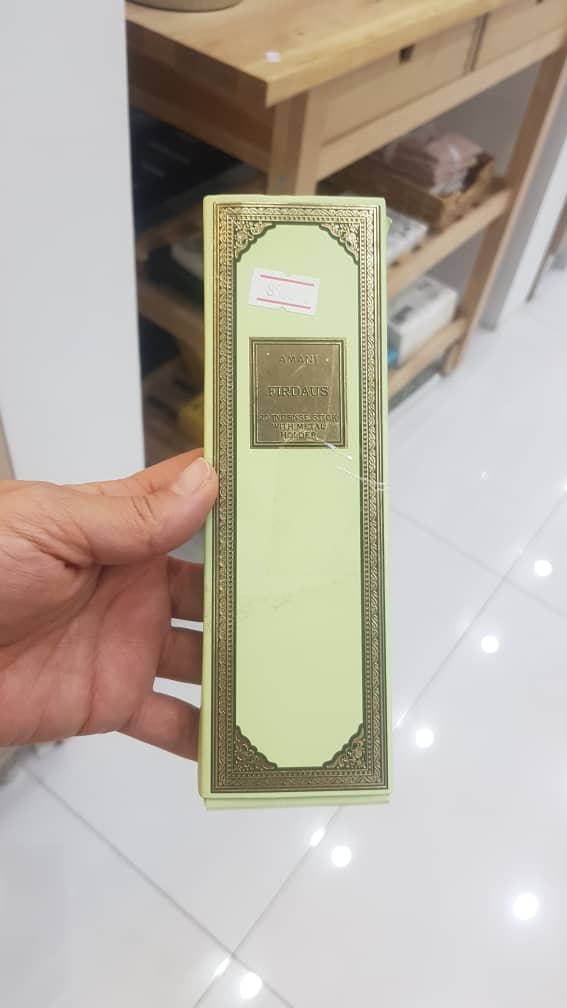 AMANI
FIRDAUS
20 INCENSE STICK
WITH METAL
HOLDER